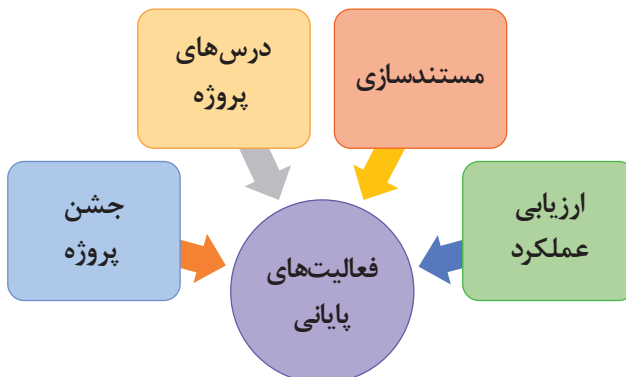 درس‌های
پروژه
مستندسازی
جشن
پروژه
ارزیابی
عملکرد
فعالیت‌های
پایانی